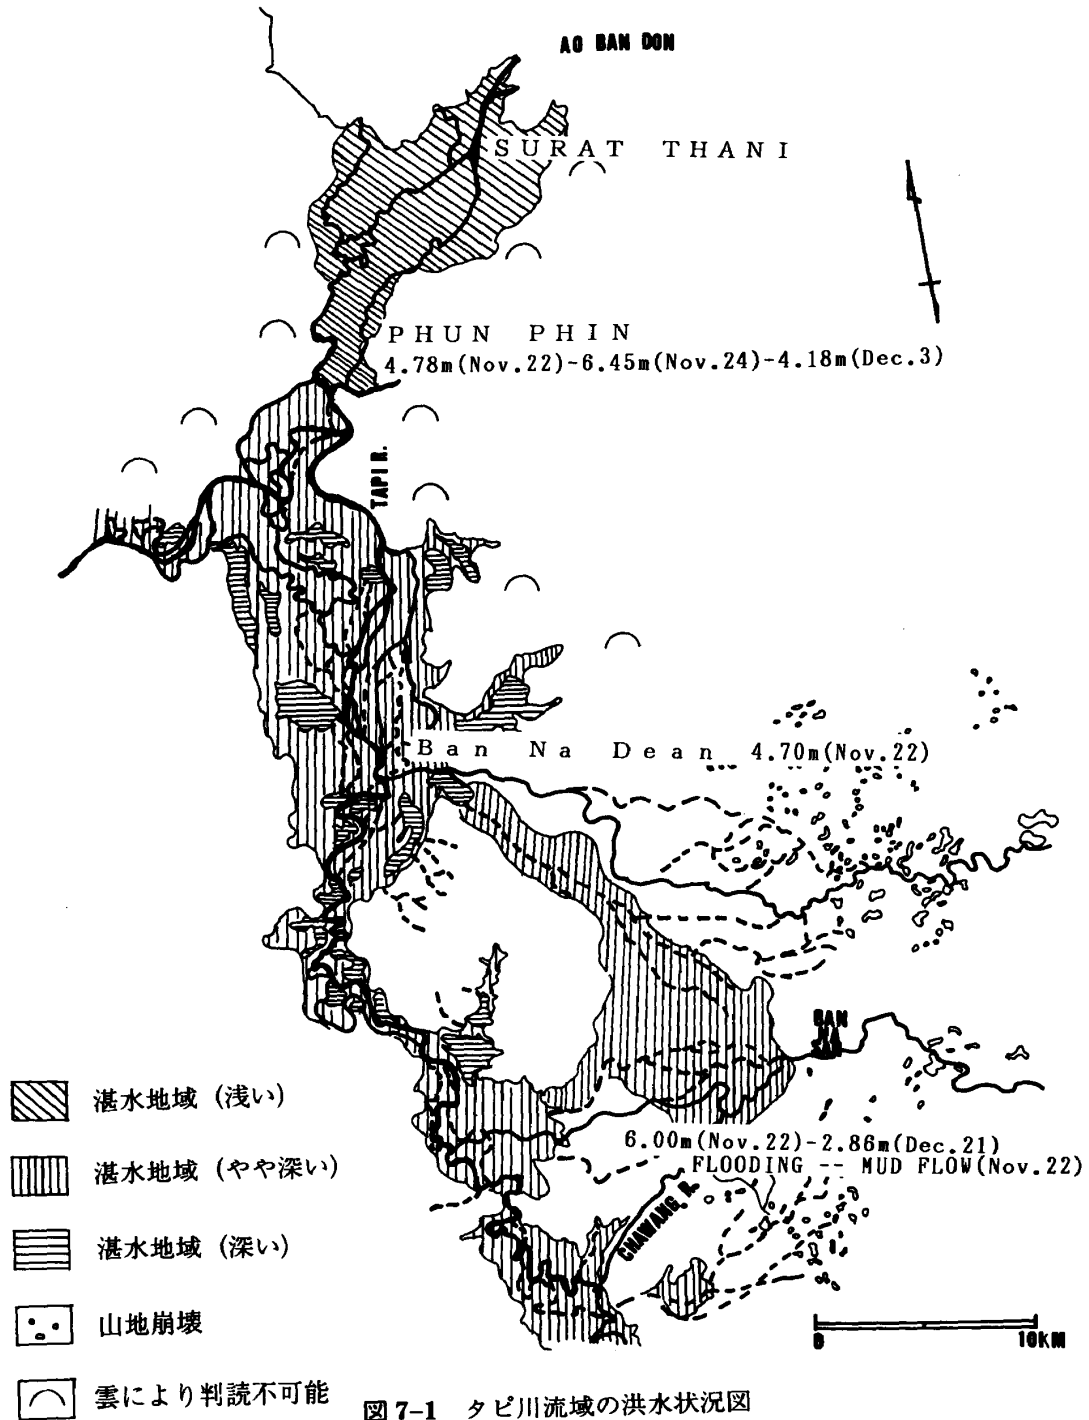 AO BAN DON
SURAT THANI
PHUN PHIN
4.78m(Nov.22)-6.45m(Nov.24)-4.18m(Dec.3)
TAPI R.
Ban Na Dean 4.70m(Nov.22)
BAN
NA
SAN
6.00m(Nov.22)-2.86m(Dec.21)
FLOODING -- MUD FLOW(Nov.22)
CHAWANG R.
0 10KM
湛水地域 (浅い)
湛水地域 (やや深い)
湛水地域 (深い)
山地崩壊
雲により判読不可能
図7-1 タピ川流域の洪水状況図